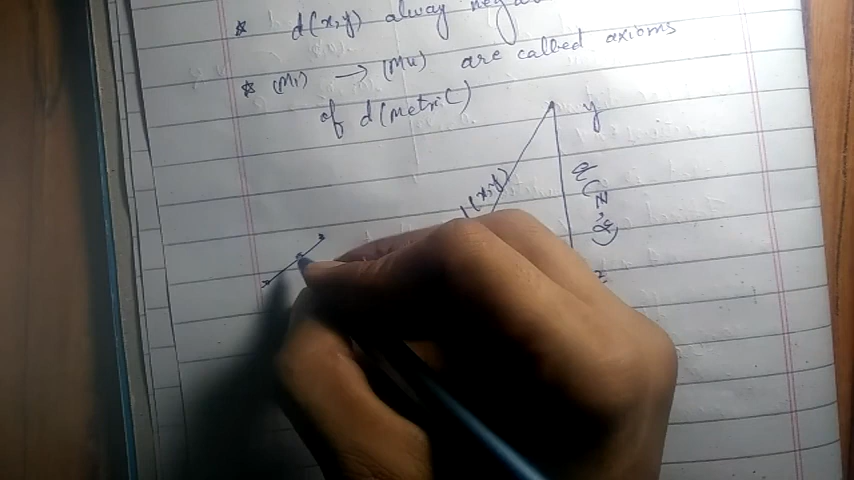 * d(x,y) alway
* (M1) → (M4) are called axioms
of d(metric)
y
d(x,y)
d(z,y)
z